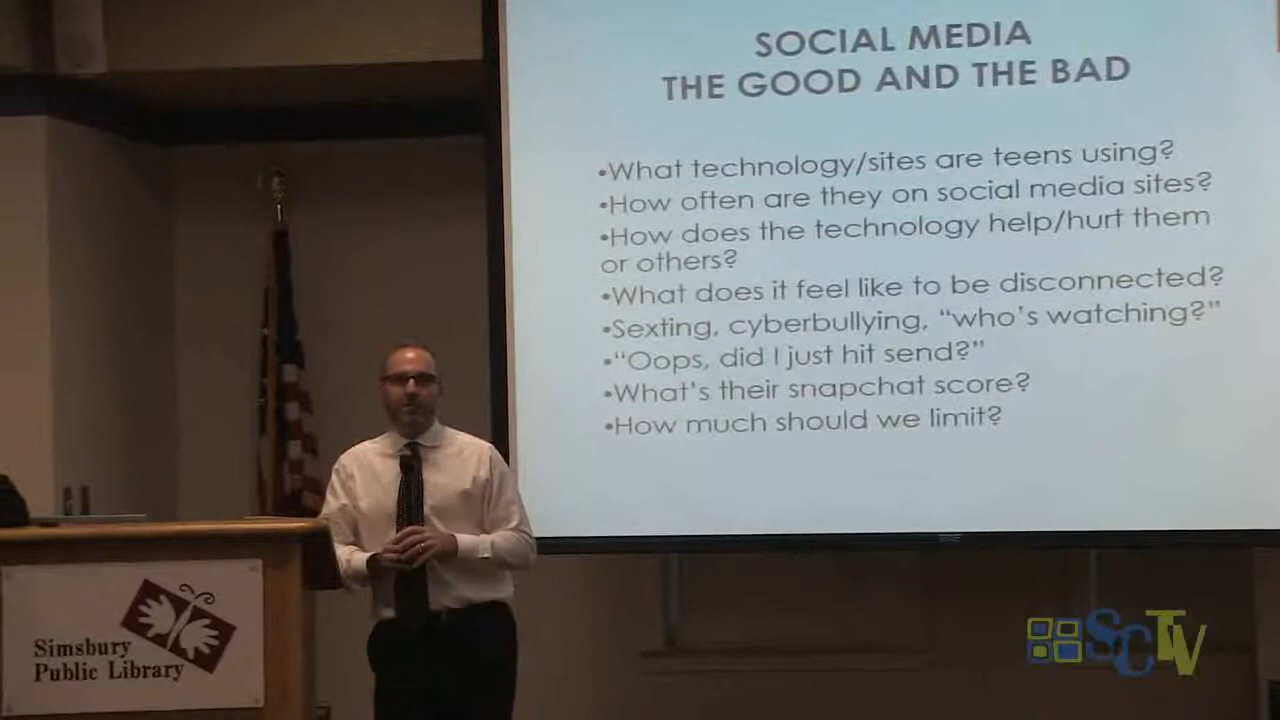 SOCIAL MEDIA
THE GOOD AND THE BAD
•What technology/sites are teens using?
•How often are they on social media sites?
•How does the technology help/hurt them
or others?
•What does it feel like to be disconnected?
•Sexting, cyberbullying, “who’s watching?”
•“Oops, did I just hit send?”
•What’s their snapchat score?
•How much should we limit?
Simsbury
Public Library
SCTV